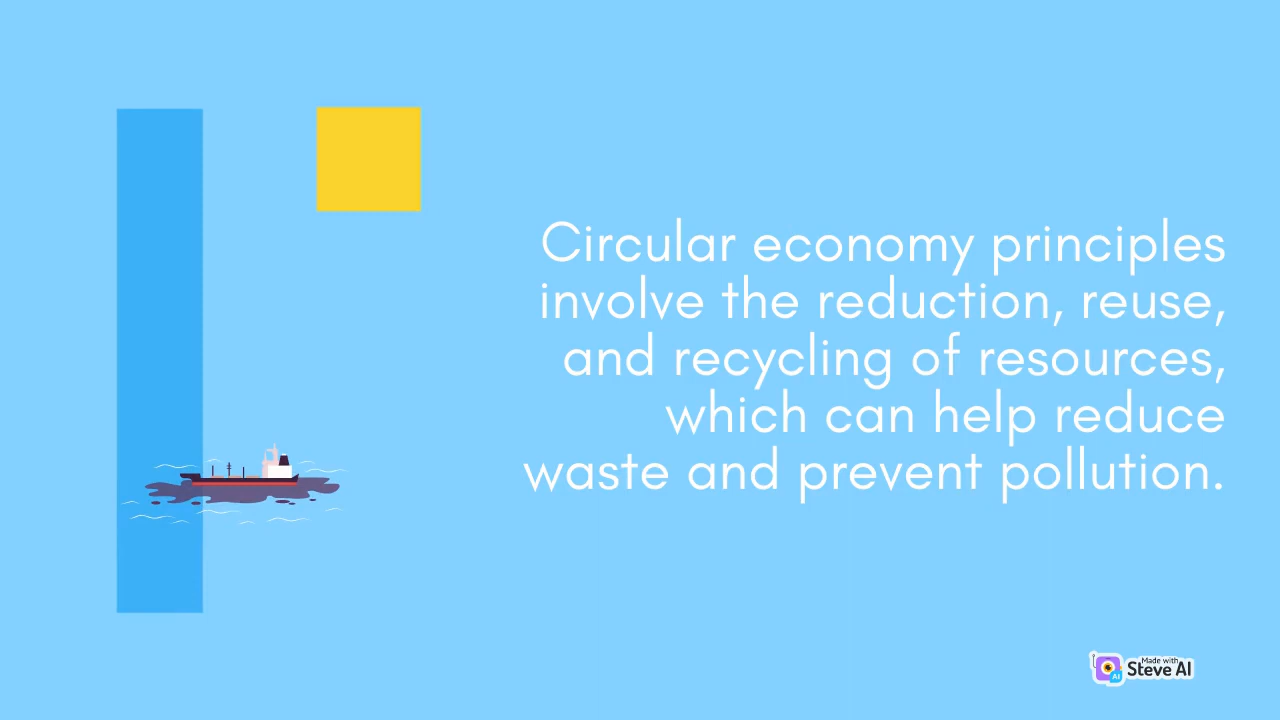 Circular economy principles
involve the reduction, reuse,
and recycling of resources,
which can help reduce
waste and prevent pollution.
Made with
Steve AI
AI